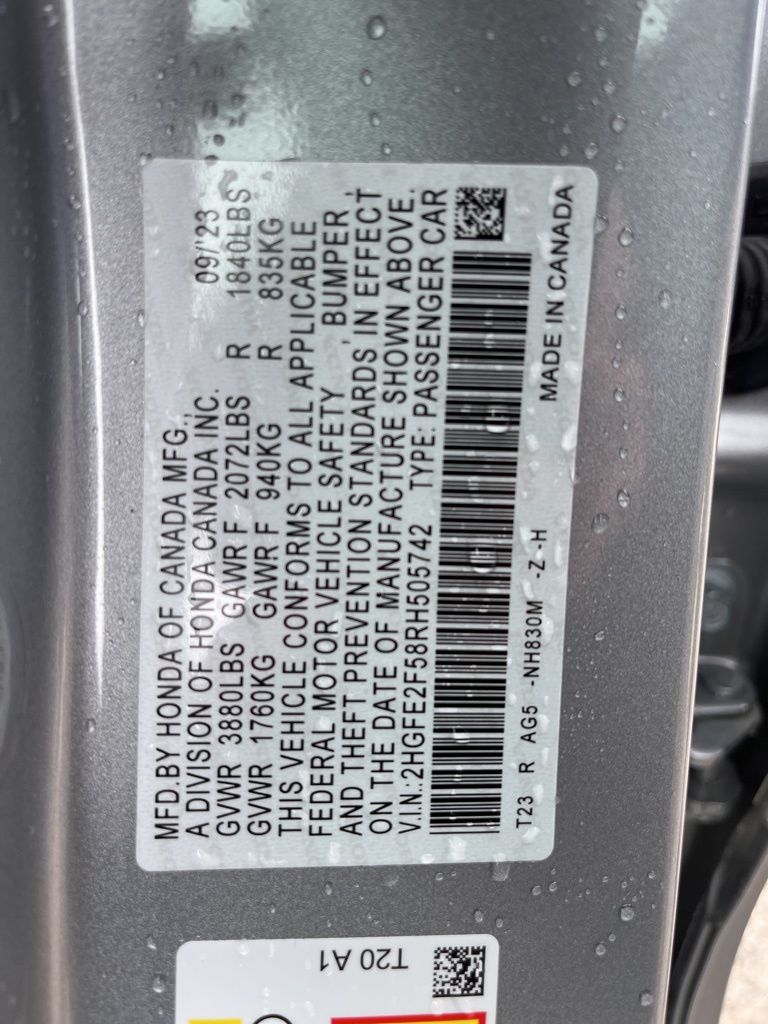 MFD.BY HONDA OF CANADA MFG., 09/'23
A DIVISION OF HONDA CANADA INC.
GVWR 3880LBS GAWR F 2072LBS R 1840LBS
GVWR 1760KG GAWR F 940KG R 835KG
THIS VEHICLE CONFORMS TO ALL APPLICABLE
FEDERAL MOTOR VEHICLE SAFETY , BUMPER ,
AND THEFT PREVENTION STANDARDS IN EFFECT
ON THE DATE OF MANUFACTURE SHOWN ABOVE.
V.I.N.:2HGFE2F58RH505742 TYPE: PASSENGER CAR
T23 R AG5 -NH830M -Z -H MADE IN CANADA
T20 A1